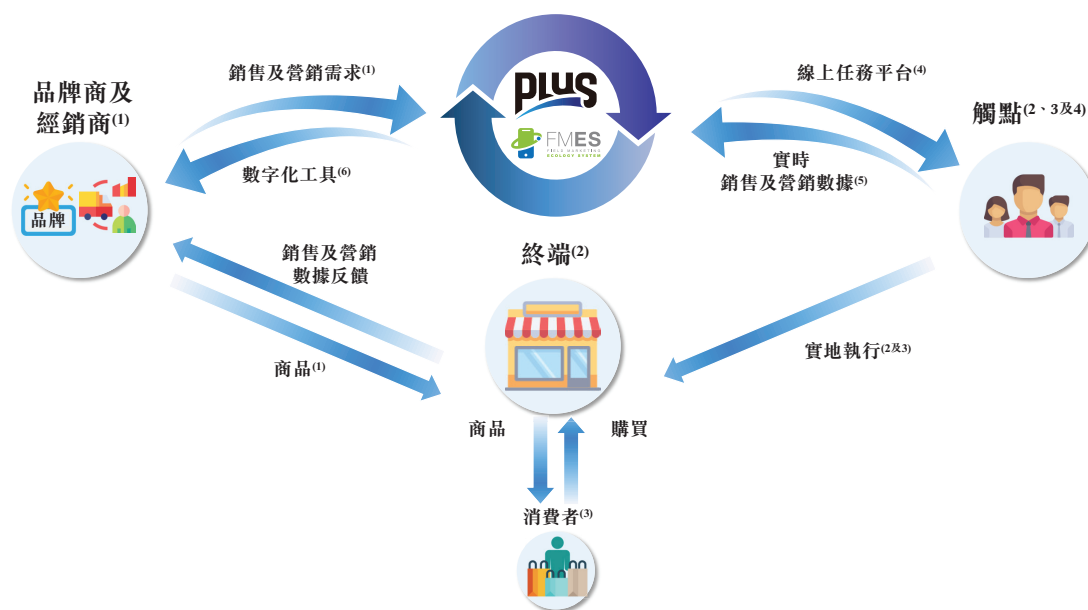 銷售及營銷需求(1)
線上任務平台(4)
品牌商及
經銷商(1)
PLUS
FMES
FIELD MARKETING
ECOLOGY SYSTEM
觸點(2、3及4)
數字化工具(6)
實時
銷售及營銷數據(5)
品牌
銷售及營銷
數據反饋
終端(2)
商品(1)
實地執行(2及3)
商品
購買
消費者(3)